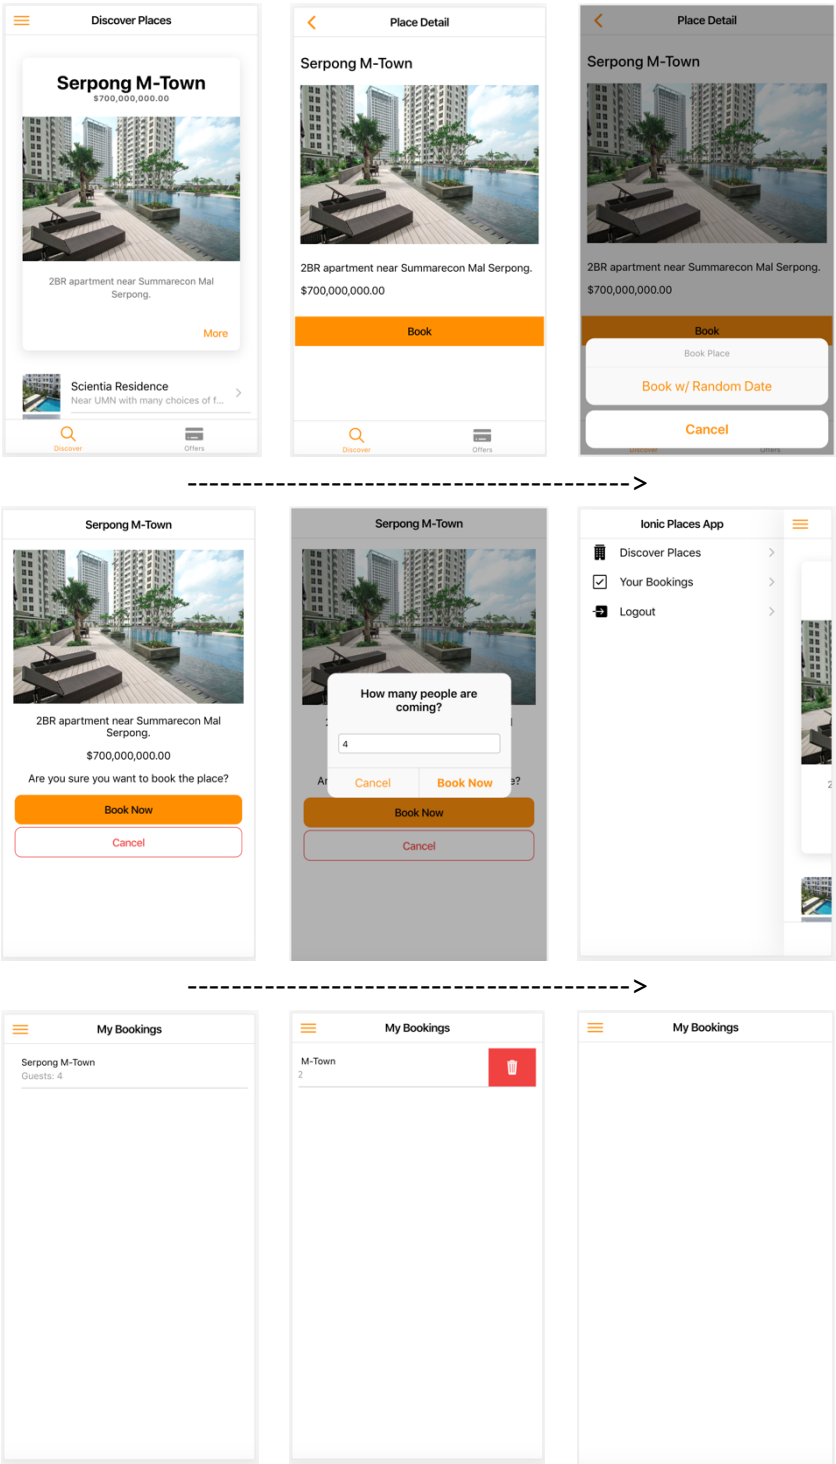 Discover Places
Serpong M-Town
$700,000,000.00
2BR apartment near Summarecon Mal
Serpong.
More
Scientia Residence
Near UMN with many choices of f...
Discover
Offers
Place Detail
Serpong M-Town
2BR apartment near Summarecon Mal Serpong.
$700,000,000.00
Book
Discover
Offers
Place Detail
Serpong M-Town
2BR apartment near Summarecon Mal Serpong.
$700,000,000.00
Book
Book Place
Book w/ Random Date
Cancel
Discover
Offers
----------------------------------------->
Serpong M-Town
2BR apartment near Summarecon Mal
Serpong.
$700,000,000.00
Are you sure you want to book the place?
Book Now
Cancel
Serpong M-Town
How many people are
coming?
4
Cancel
Book Now
Book Now
Cancel
Ionic Places App
Discover Places
Your Bookings
Logout
2
----------------------------------------->
My Bookings
Serpong M-Town
Guests: 4
My Bookings
M-Town
2
My Bookings